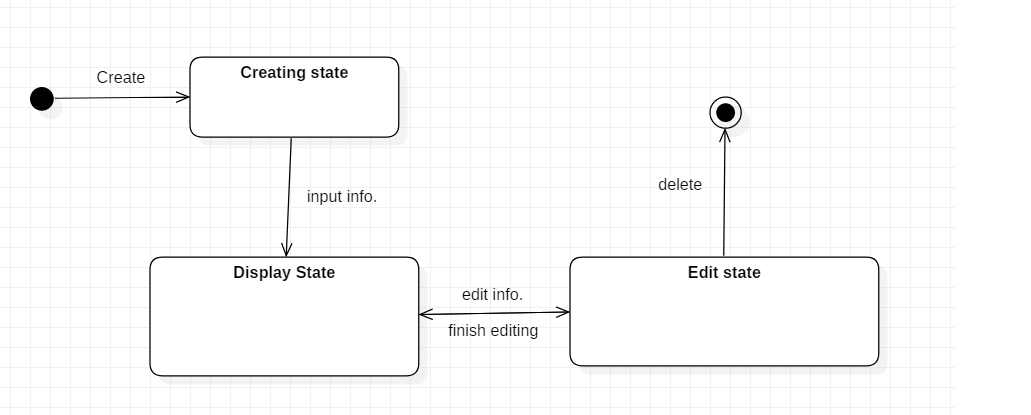 Create
Creating state
input info.
delete
Display State
edit info.
finish editing
Edit state